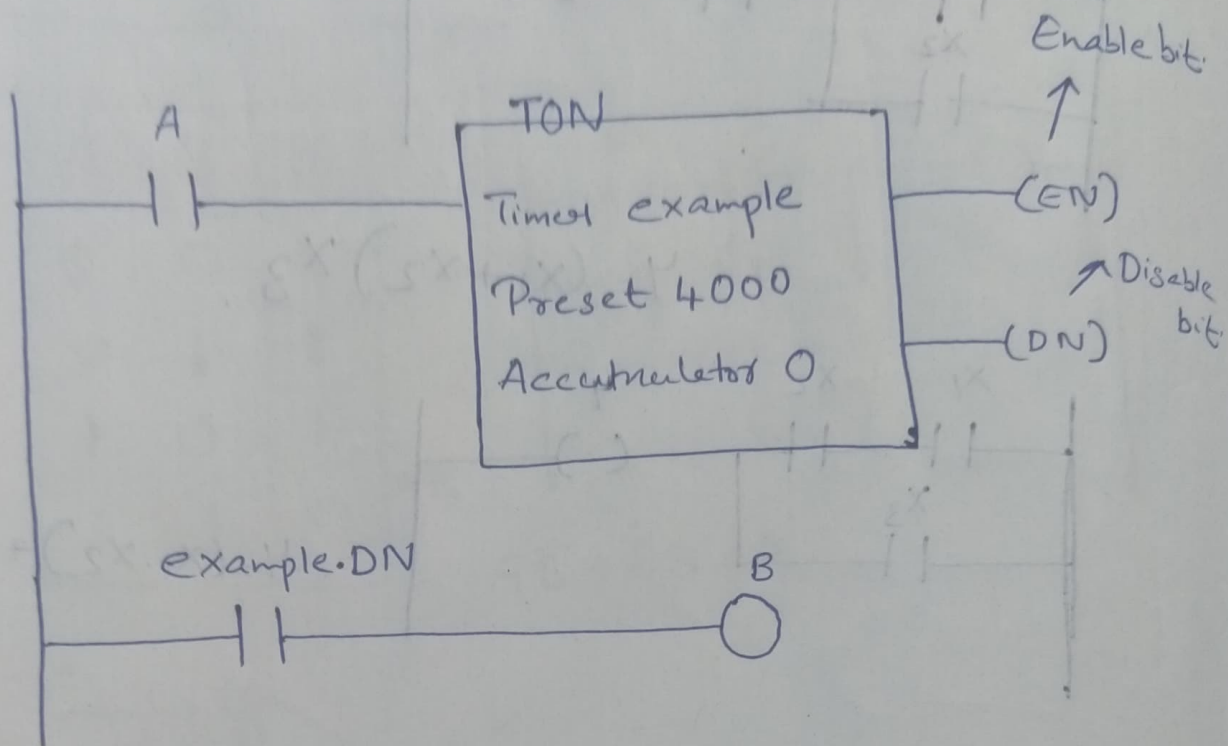 Enable bit.
A
TON
Timer example
(EN)
Disable
bit.
Preset 4000
(DN)
Accumulator 0
example.DN
B